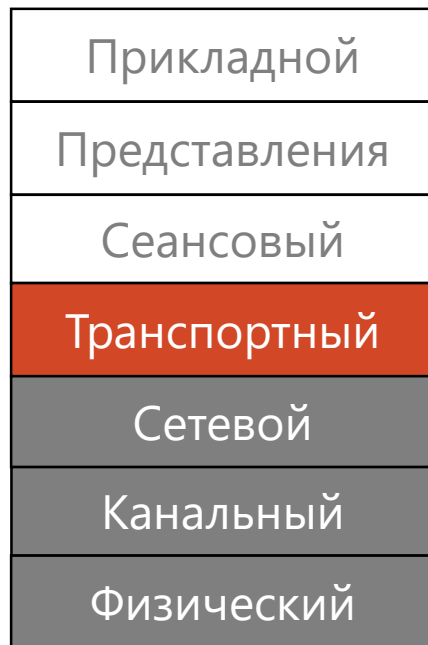 Прикладной
Представления
Сеансовый
Транспортный
Сетевой
Канальный
Физический